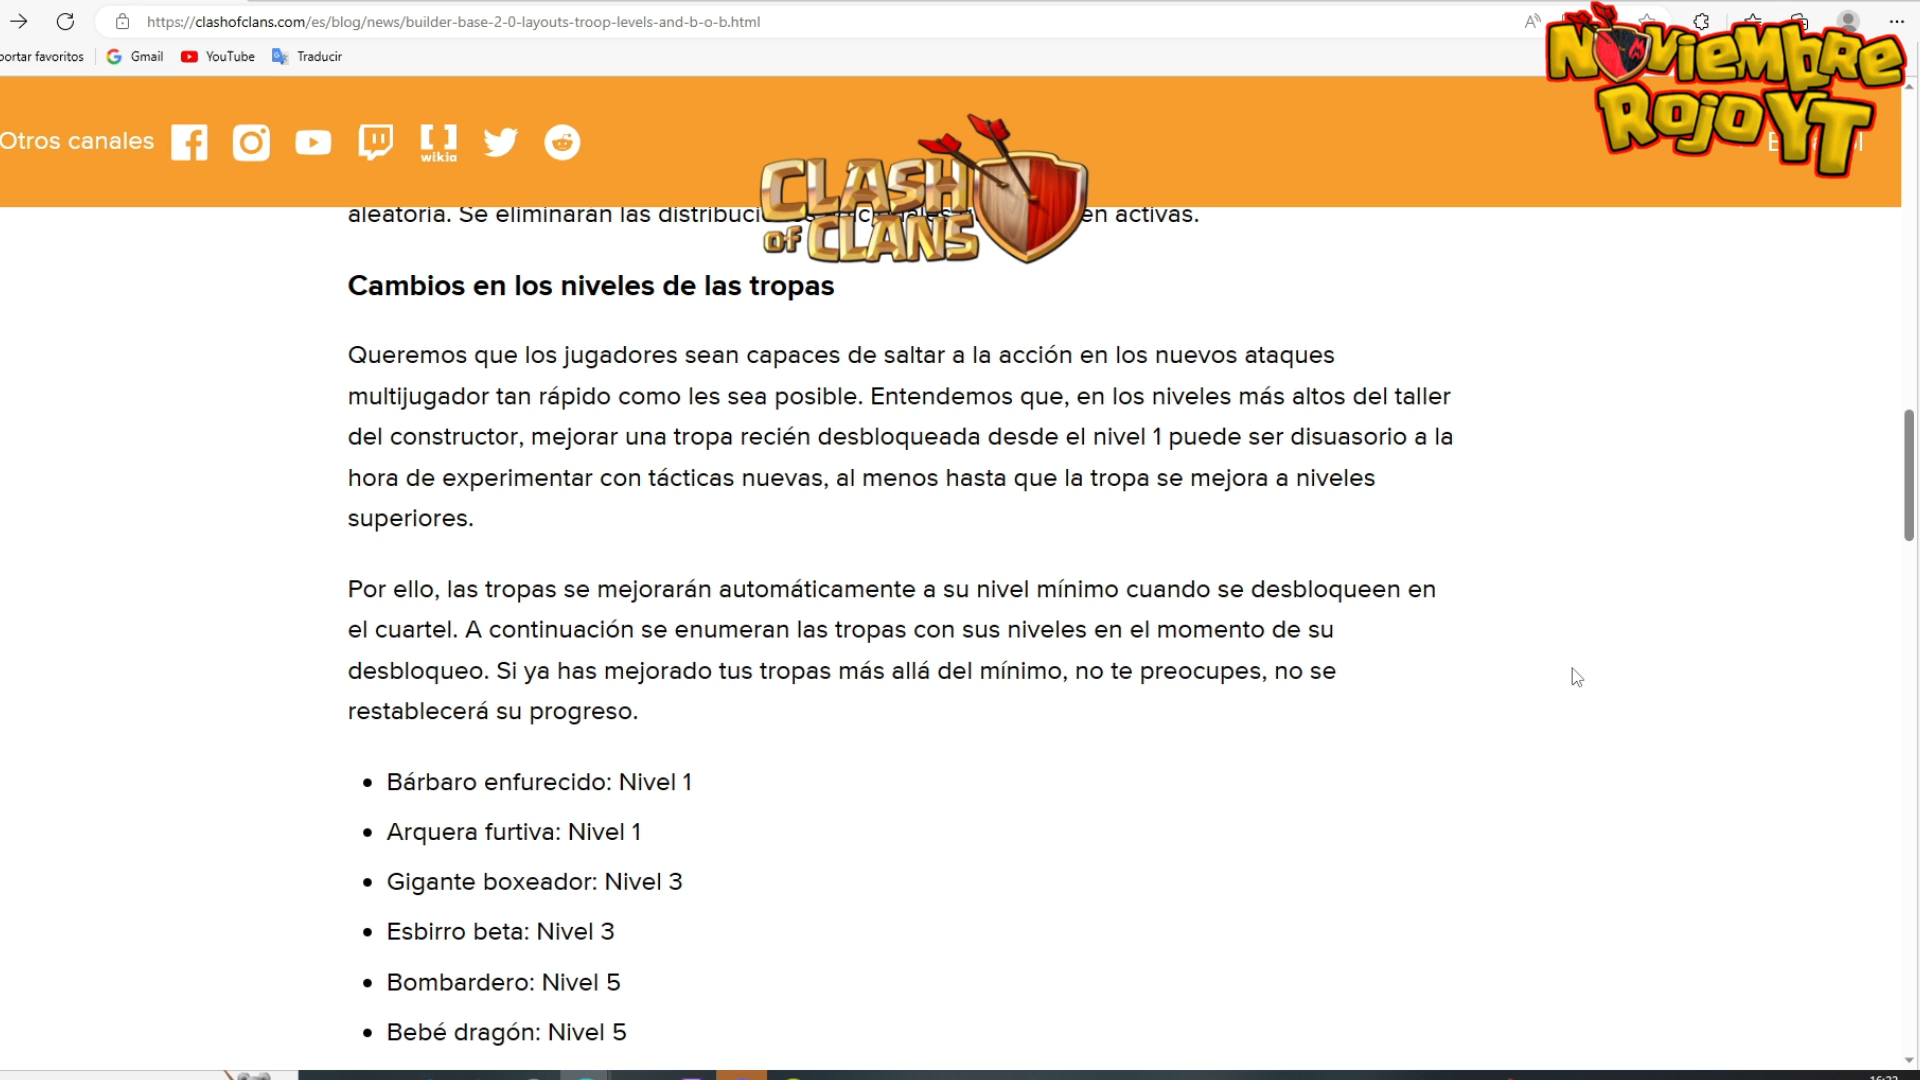 https://clashofclans.com/es/blog/news/builder-base-2-0-layouts-troop-levels-and-b-o-b.html
portar favoritos
Gmail
YouTube
Traducir
NOViEMBRE
ROJO YT
Otros canales
wikia
CLASH
OF CLANS
aleatoria. Se eliminarán las distribuci en activas.
Cambios en los niveles de las tropas
Queremos que los jugadores sean capaces de saltar a la acción en los nuevos ataques
multijugador tan rápido como les sea posible. Entendemos que, en los niveles más altos del taller
del constructor, mejorar una tropa recién desbloqueada desde el nivel 1 puede ser disuasorio a la
hora de experimentar con tácticas nuevas, al menos hasta que la tropa se mejora a niveles
superiores.
Por ello, las tropas se mejorarán automáticamente a su nivel mínimo cuando se desbloqueen en
el cuartel. A continuación se enumeran las tropas con sus niveles en el momento de su
desbloqueo. Si ya has mejorado tus tropas más allá del mínimo, no te preocupes, no se
restablecerá su progreso.
• Bárbaro enfurecido: Nivel 1
• Arquera furtiva: Nivel 1
• Gigante boxeador: Nivel 3
• Esbirro beta: Nivel 3
• Bombardero: Nivel 5
• Bebé dragón: Nivel 5